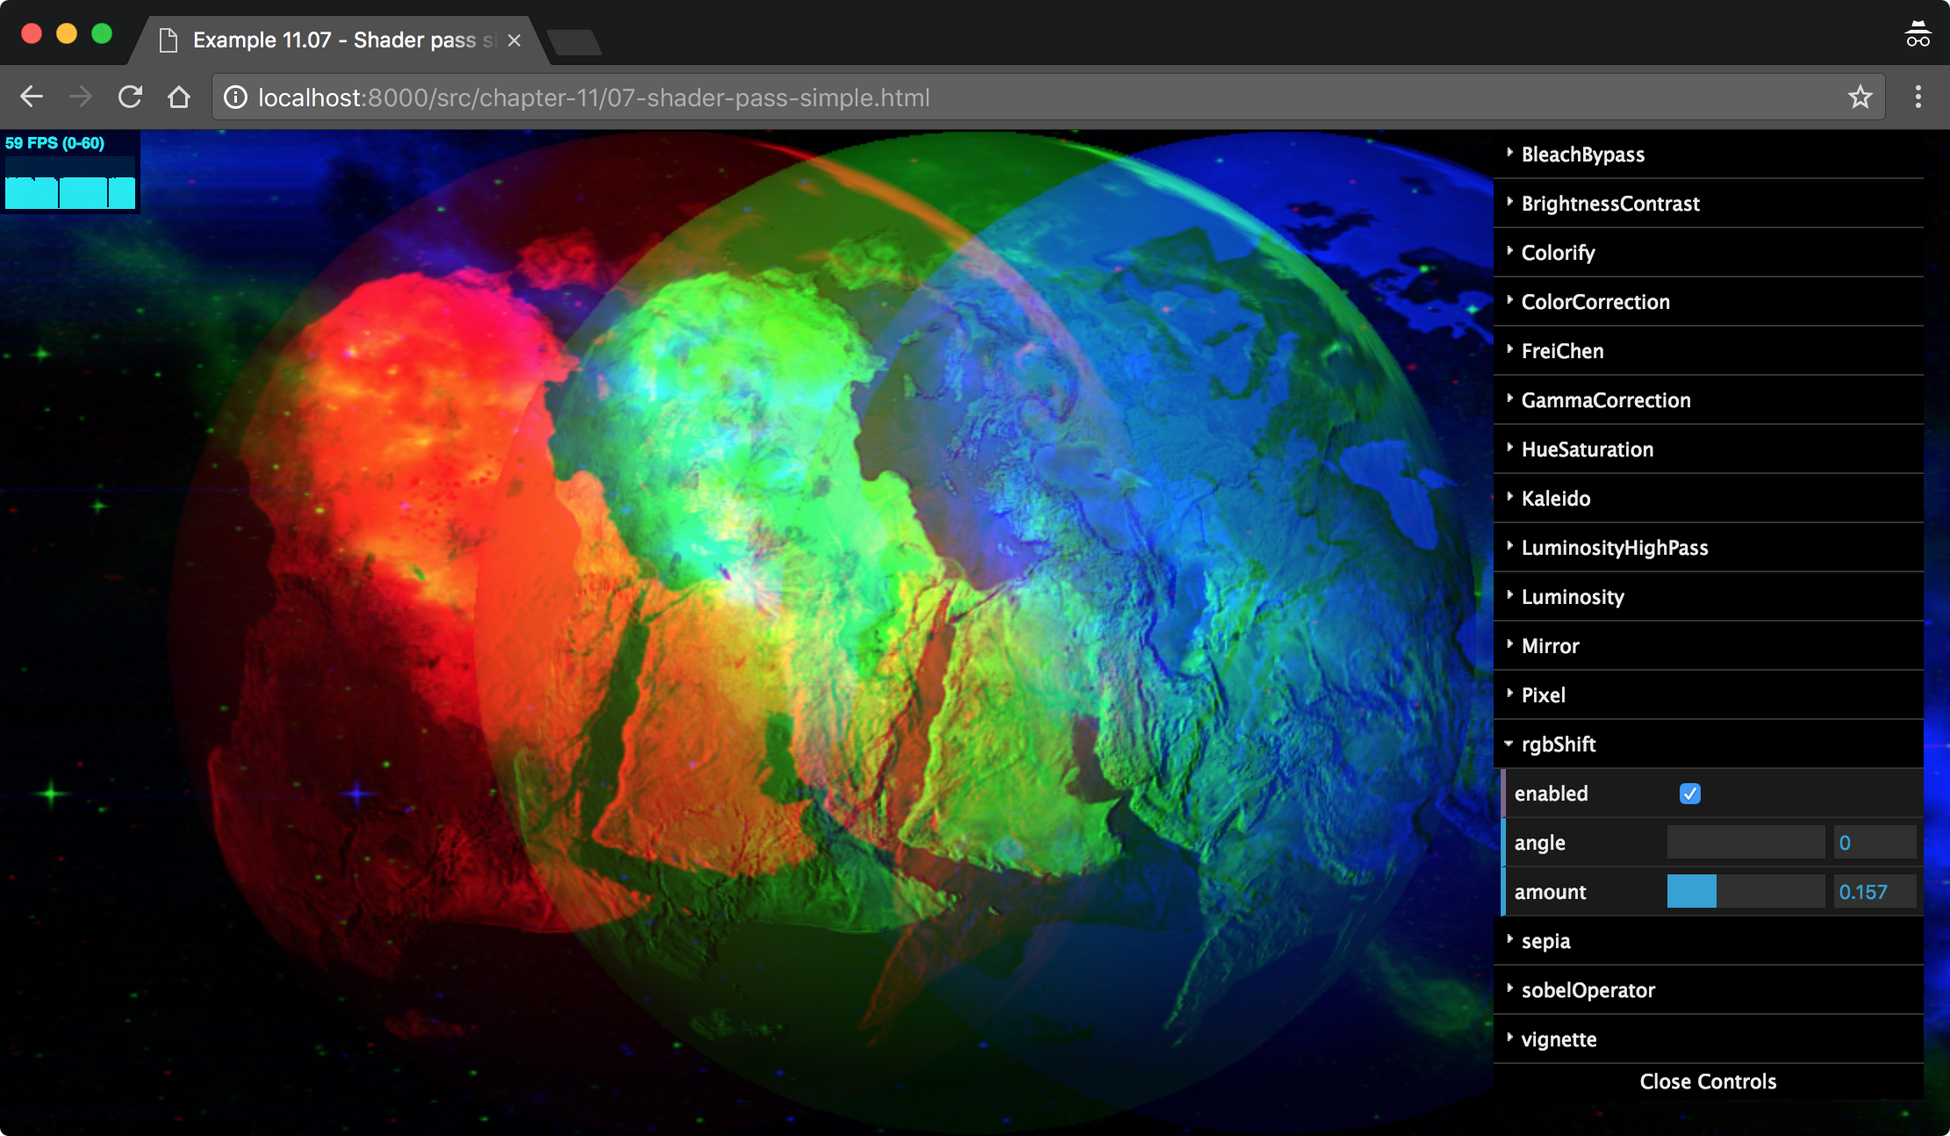 Example 11.07 - Shader pass si
localhost:8000/src/chapter-11/07-shader-pass-simple.html
59 FPS (0-60)
BleachBypass
BrightnessContrast
Colorify
ColorCorrection
FreiChen
GammaCorrection
HueSaturation
Kaleido
LuminosityHighPass
Luminosity
Mirror
Pixel
rgbShift
enabled
angle 0
amount 0.157
sepia
sobelOperator
vignette
Close Controls